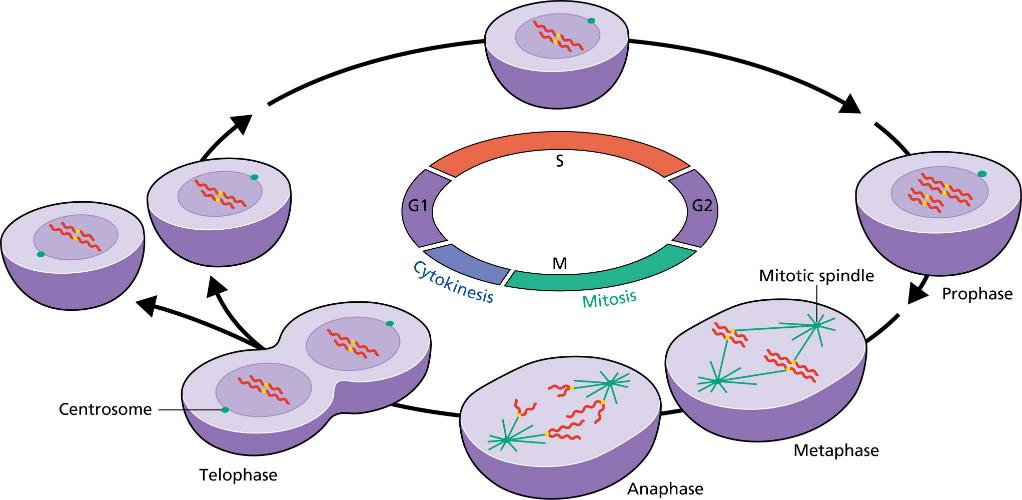 S
G1
G2
M
Cytokinesis
Mitosis
Mitotic spindle
Prophase
Centrosome
Metaphase
Telophase
Anaphase